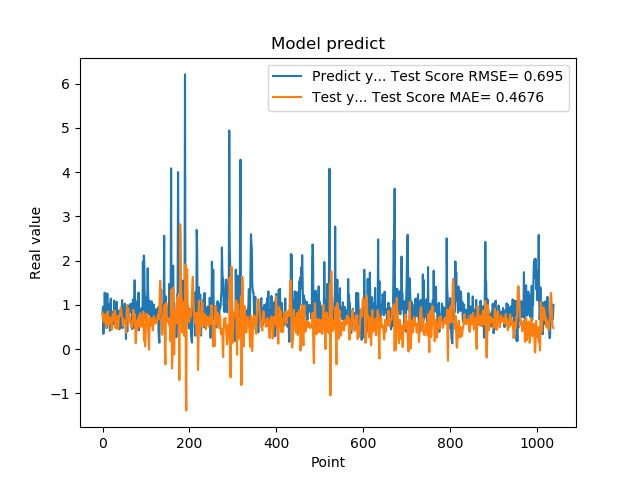 Model predict
Predict y... Test Score RMSE= 0.695
Test y... Test Score MAE= 0.4676
Real value
6
5
4
3
2
1
0
−1
0 200 400 600 800 1000
Point